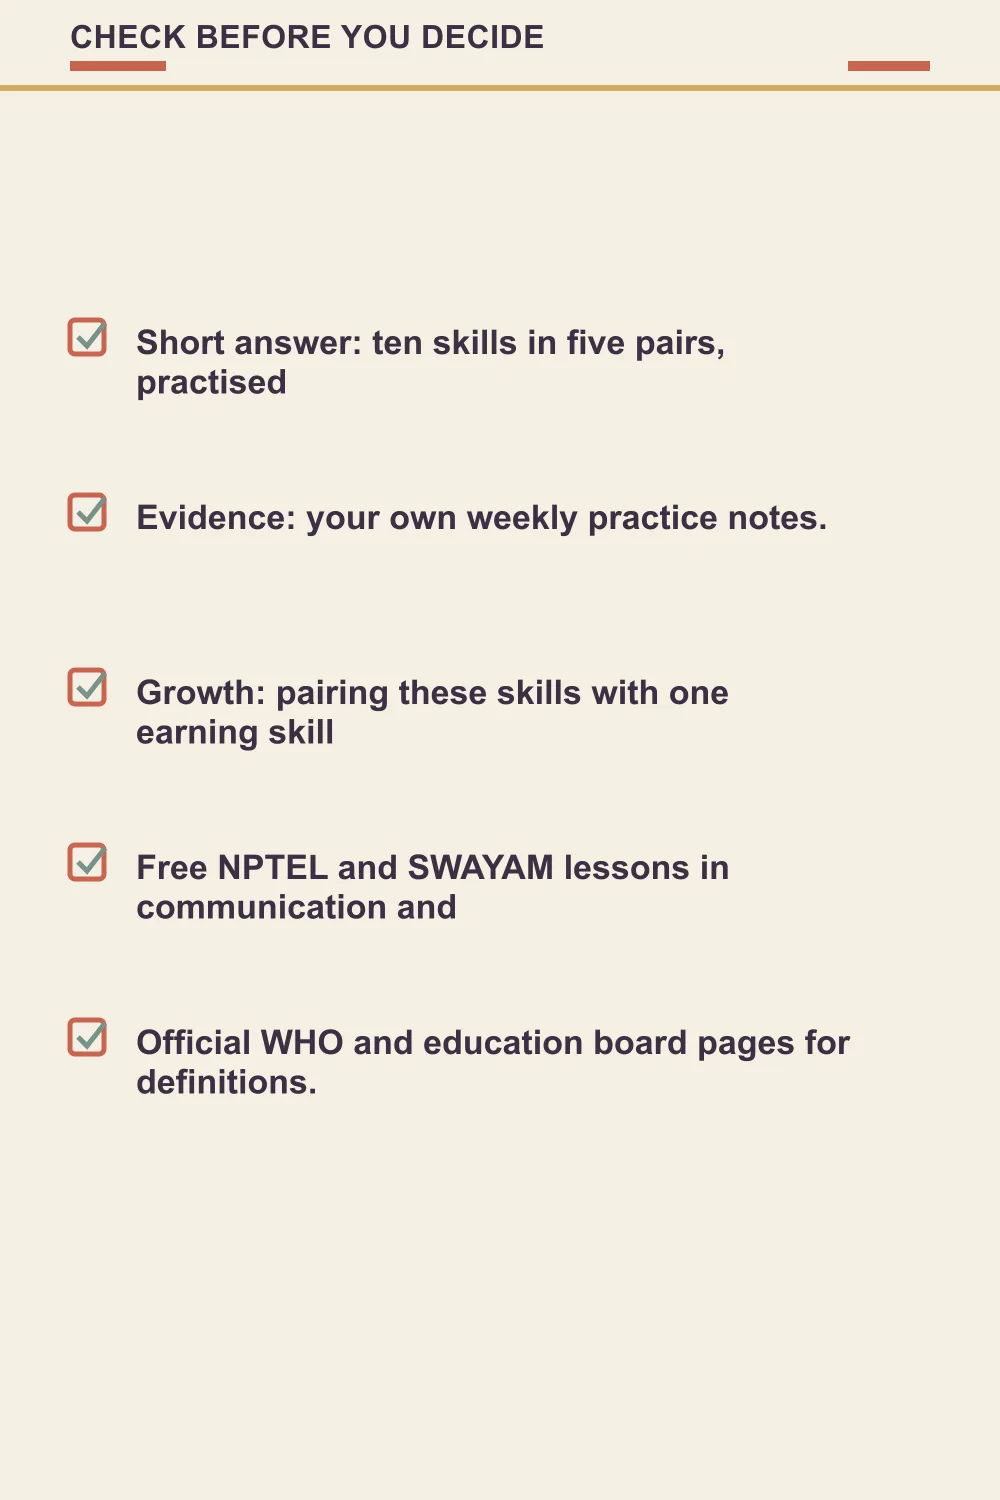 CHECK BEFORE YOU DECIDE
Short answer: ten skills in five pairs,
practised
Evidence: your own weekly practice notes.
Growth: pairing these skills with one
earning skill
Free NPTEL and SWAYAM lessons in
communication and
Official WHO and education board pages for
definitions.